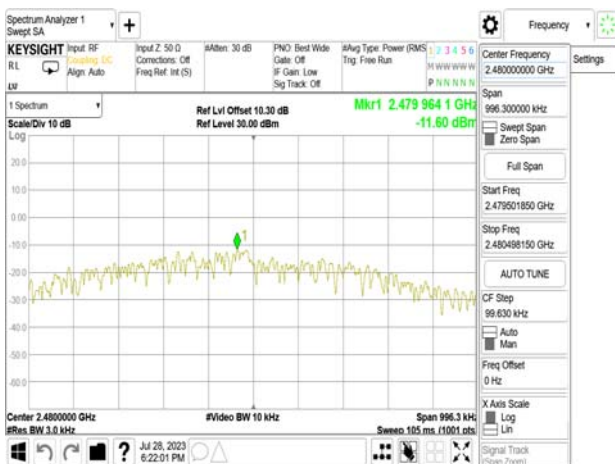 Spectrum Analyzer 1
Swept SA
Frequency
KEYSIGHT
RL
Input: RF
Coupling: DC
Align: Auto
Input Z: 50 Ω
Corrections: Off
Freq Ref: Int (S)
#Atten: 30 dB
PNO: Best Wide
Gate: Off
IF Gain: Low
Sig Track: Off
#Avg Type: Power (RMS
Trig: Free Run
1 2 3 4 5 6
M W W W W W
P N N N N N
1 Spectrum
Scale/Div 10 dB
Log
Ref Lvl Offset 10.30 dB
Ref Level 30.00 dBm
Mkr1 2.479 964 1 GHz
-11.60 dBm
20.0
10.0
0.00
-10.0
-20.0
-30.0
-40.0
-50.0
-60.0
1
Center 2.4800000 GHz
#Res BW 3.0 kHz
#Video BW 10 kHz
Span 996.3 kHz
Sweep 105 ms (1001 pts
Jul 28, 2023
6:22:01 PM
Center Frequency
2.480000000 GHz
Settings
Span
996.300000 kHz
Swept Span
Zero Span
Full Span
Start Freq
2.479501850 GHz
Stop Freq
2.480498150 GHz
AUTO TUNE
CF Step
99.630 kHz
Auto
Man
Freq Offset
0 Hz
X Axis Scale
Log
Lin
Signal Track
(Span Zoom)